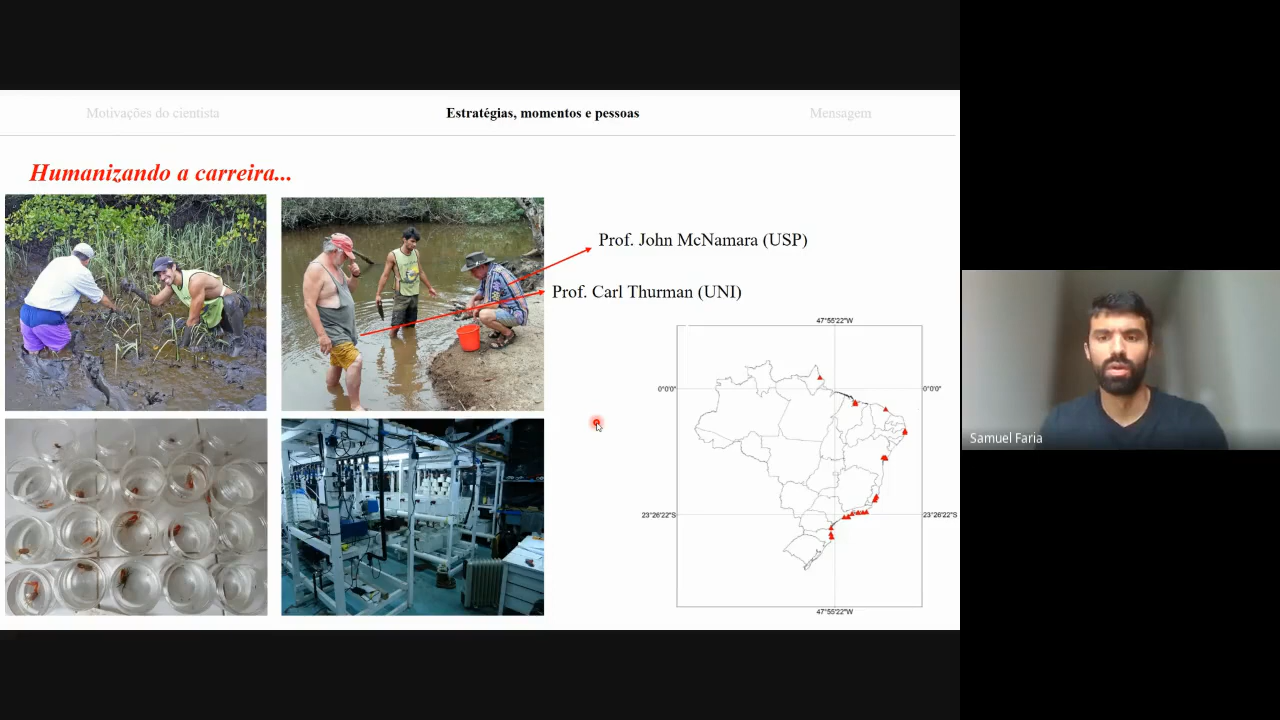 Motivações do cientista
Estratégias, momentos e pessoas
Mensagem
Humanizando a carreira...
Prof. John McNamara (USP)
Prof. Carl Thurman (UNI)
47°55'22"W
0°0'0"
0°0'0"
23°26'22"S
23°26'22"S
47°55'22"W
Samuel Faria